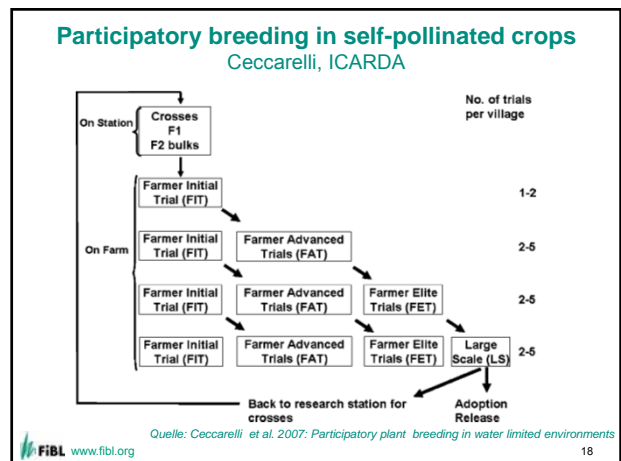 Participatory breeding in self-pollinated crops
Ceccarelli, ICARDA
No. of trials
per village
On Station
Crosses
F1
F2 bulks
Farmer Initial
Trial (FIT)
1-2
On Farm
Farmer Initial
Trial (FIT)
Farmer Advanced
Trials (FAT)
2-5
Farmer Initial
Trial (FIT)
Farmer Advanced
Trials (FAT)
Farmer Elite
Trials (FET)
2-5
Farmer Initial
Trial (FIT)
Farmer Advanced
Trials (FAT)
Farmer Elite
Trials (FET)
Large
Scale (LS)
2-5
Back to research station for
crosses
Adoption
Release
Quelle: Ceccarelli et al. 2007: Participatory plant breeding in water limited environments
FiBL www.fibl.org
18